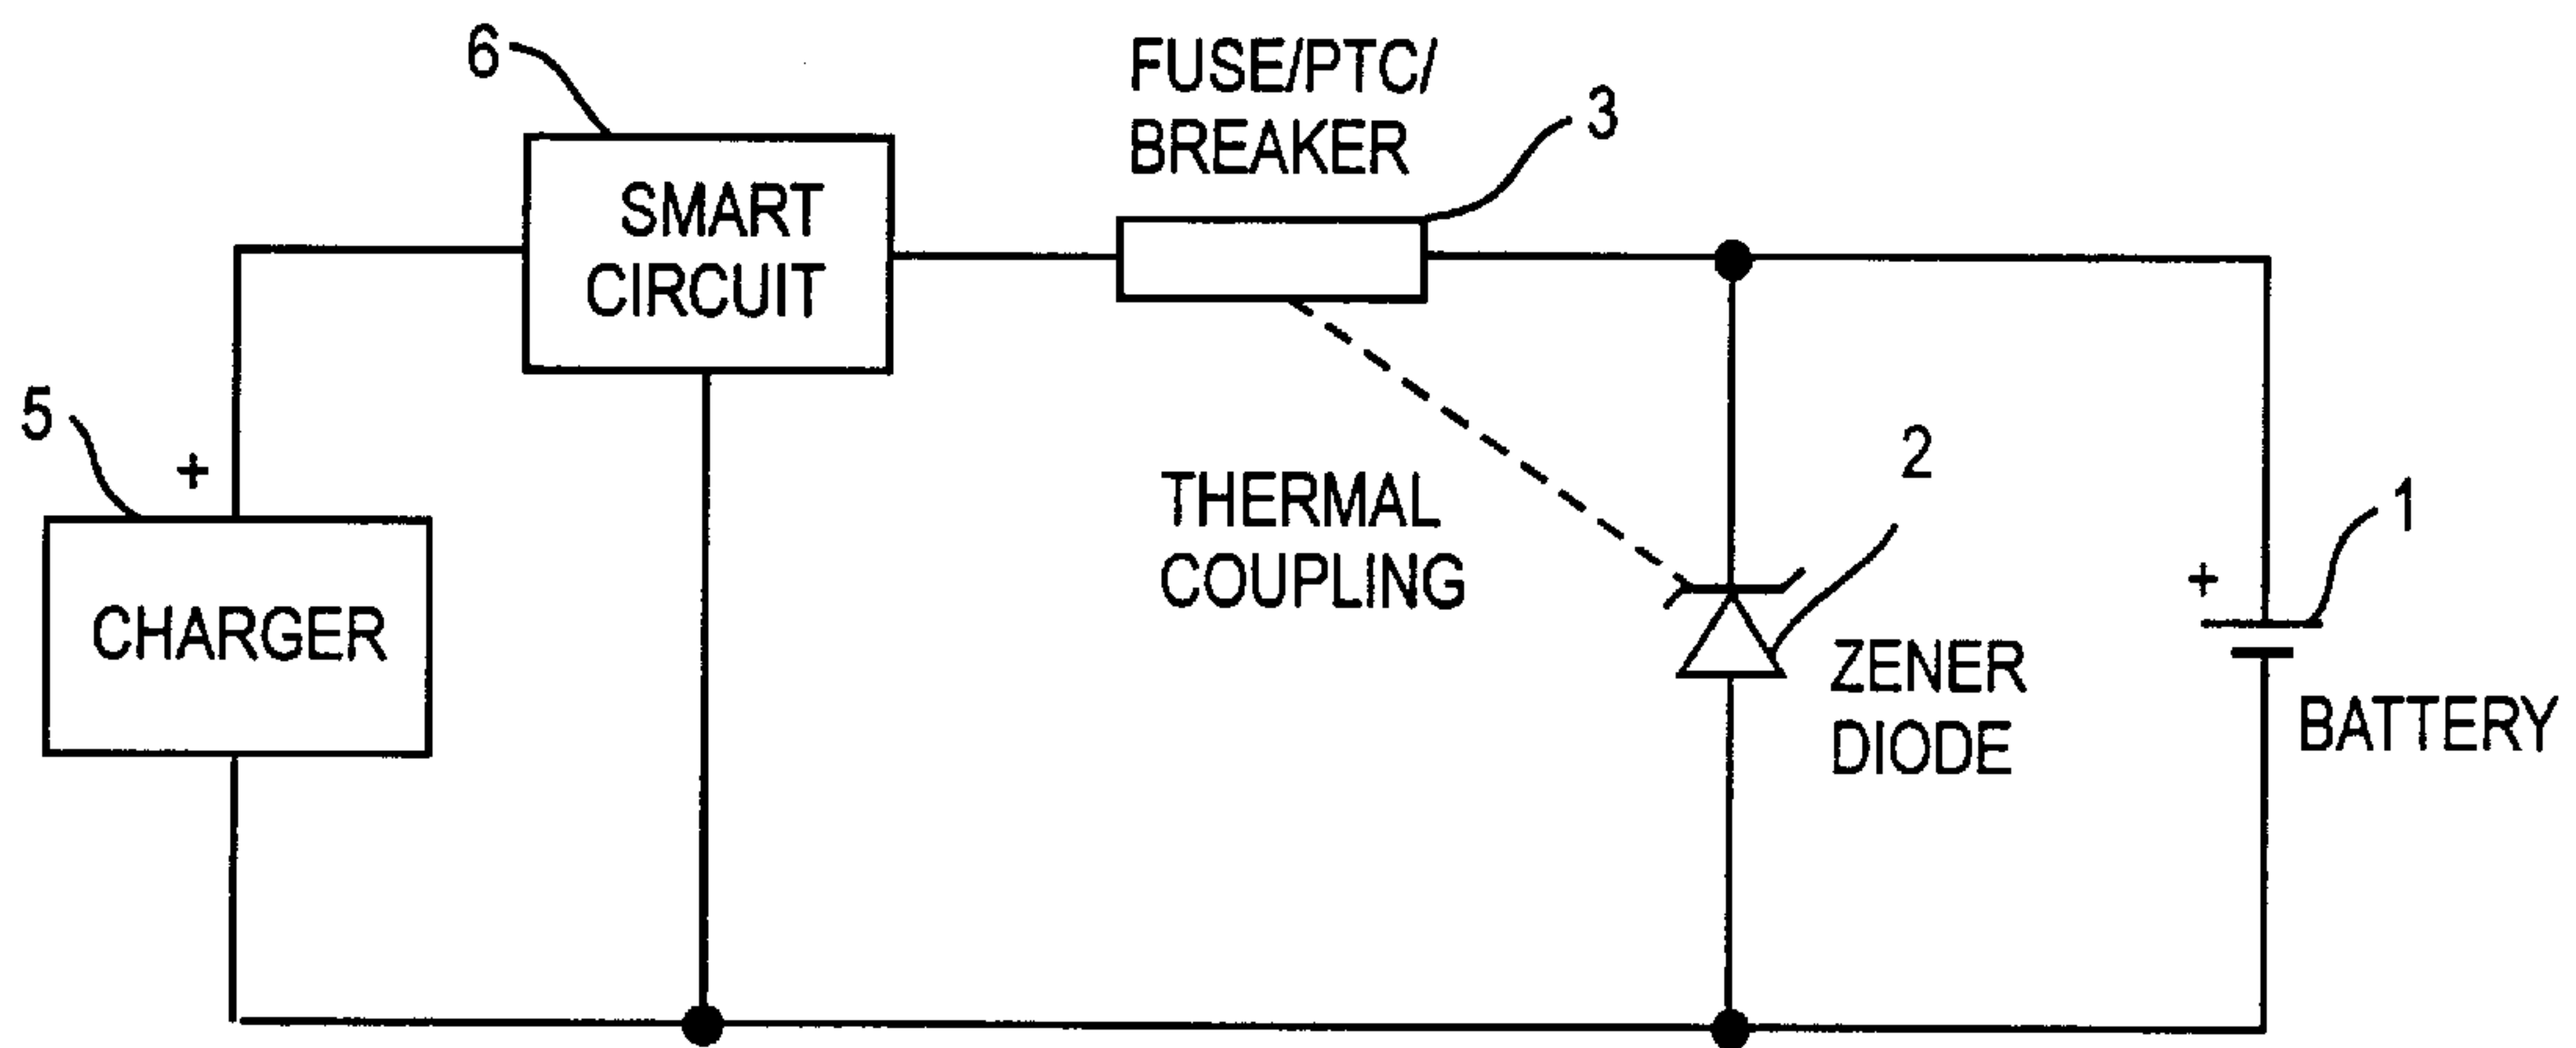 6
FUSE/PTC/
BREAKER
3
SMART
CIRCUIT
5
+
CHARGER
THERMAL
COUPLING
2
ZENER
DIODE
1
+
BATTERY